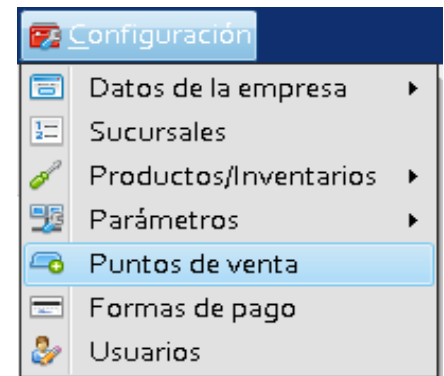 Configuración
Datos de la empresa
Sucursales
Productos/Inventarios
Parámetros
Puntos de venta
Formas de pago
Usuarios